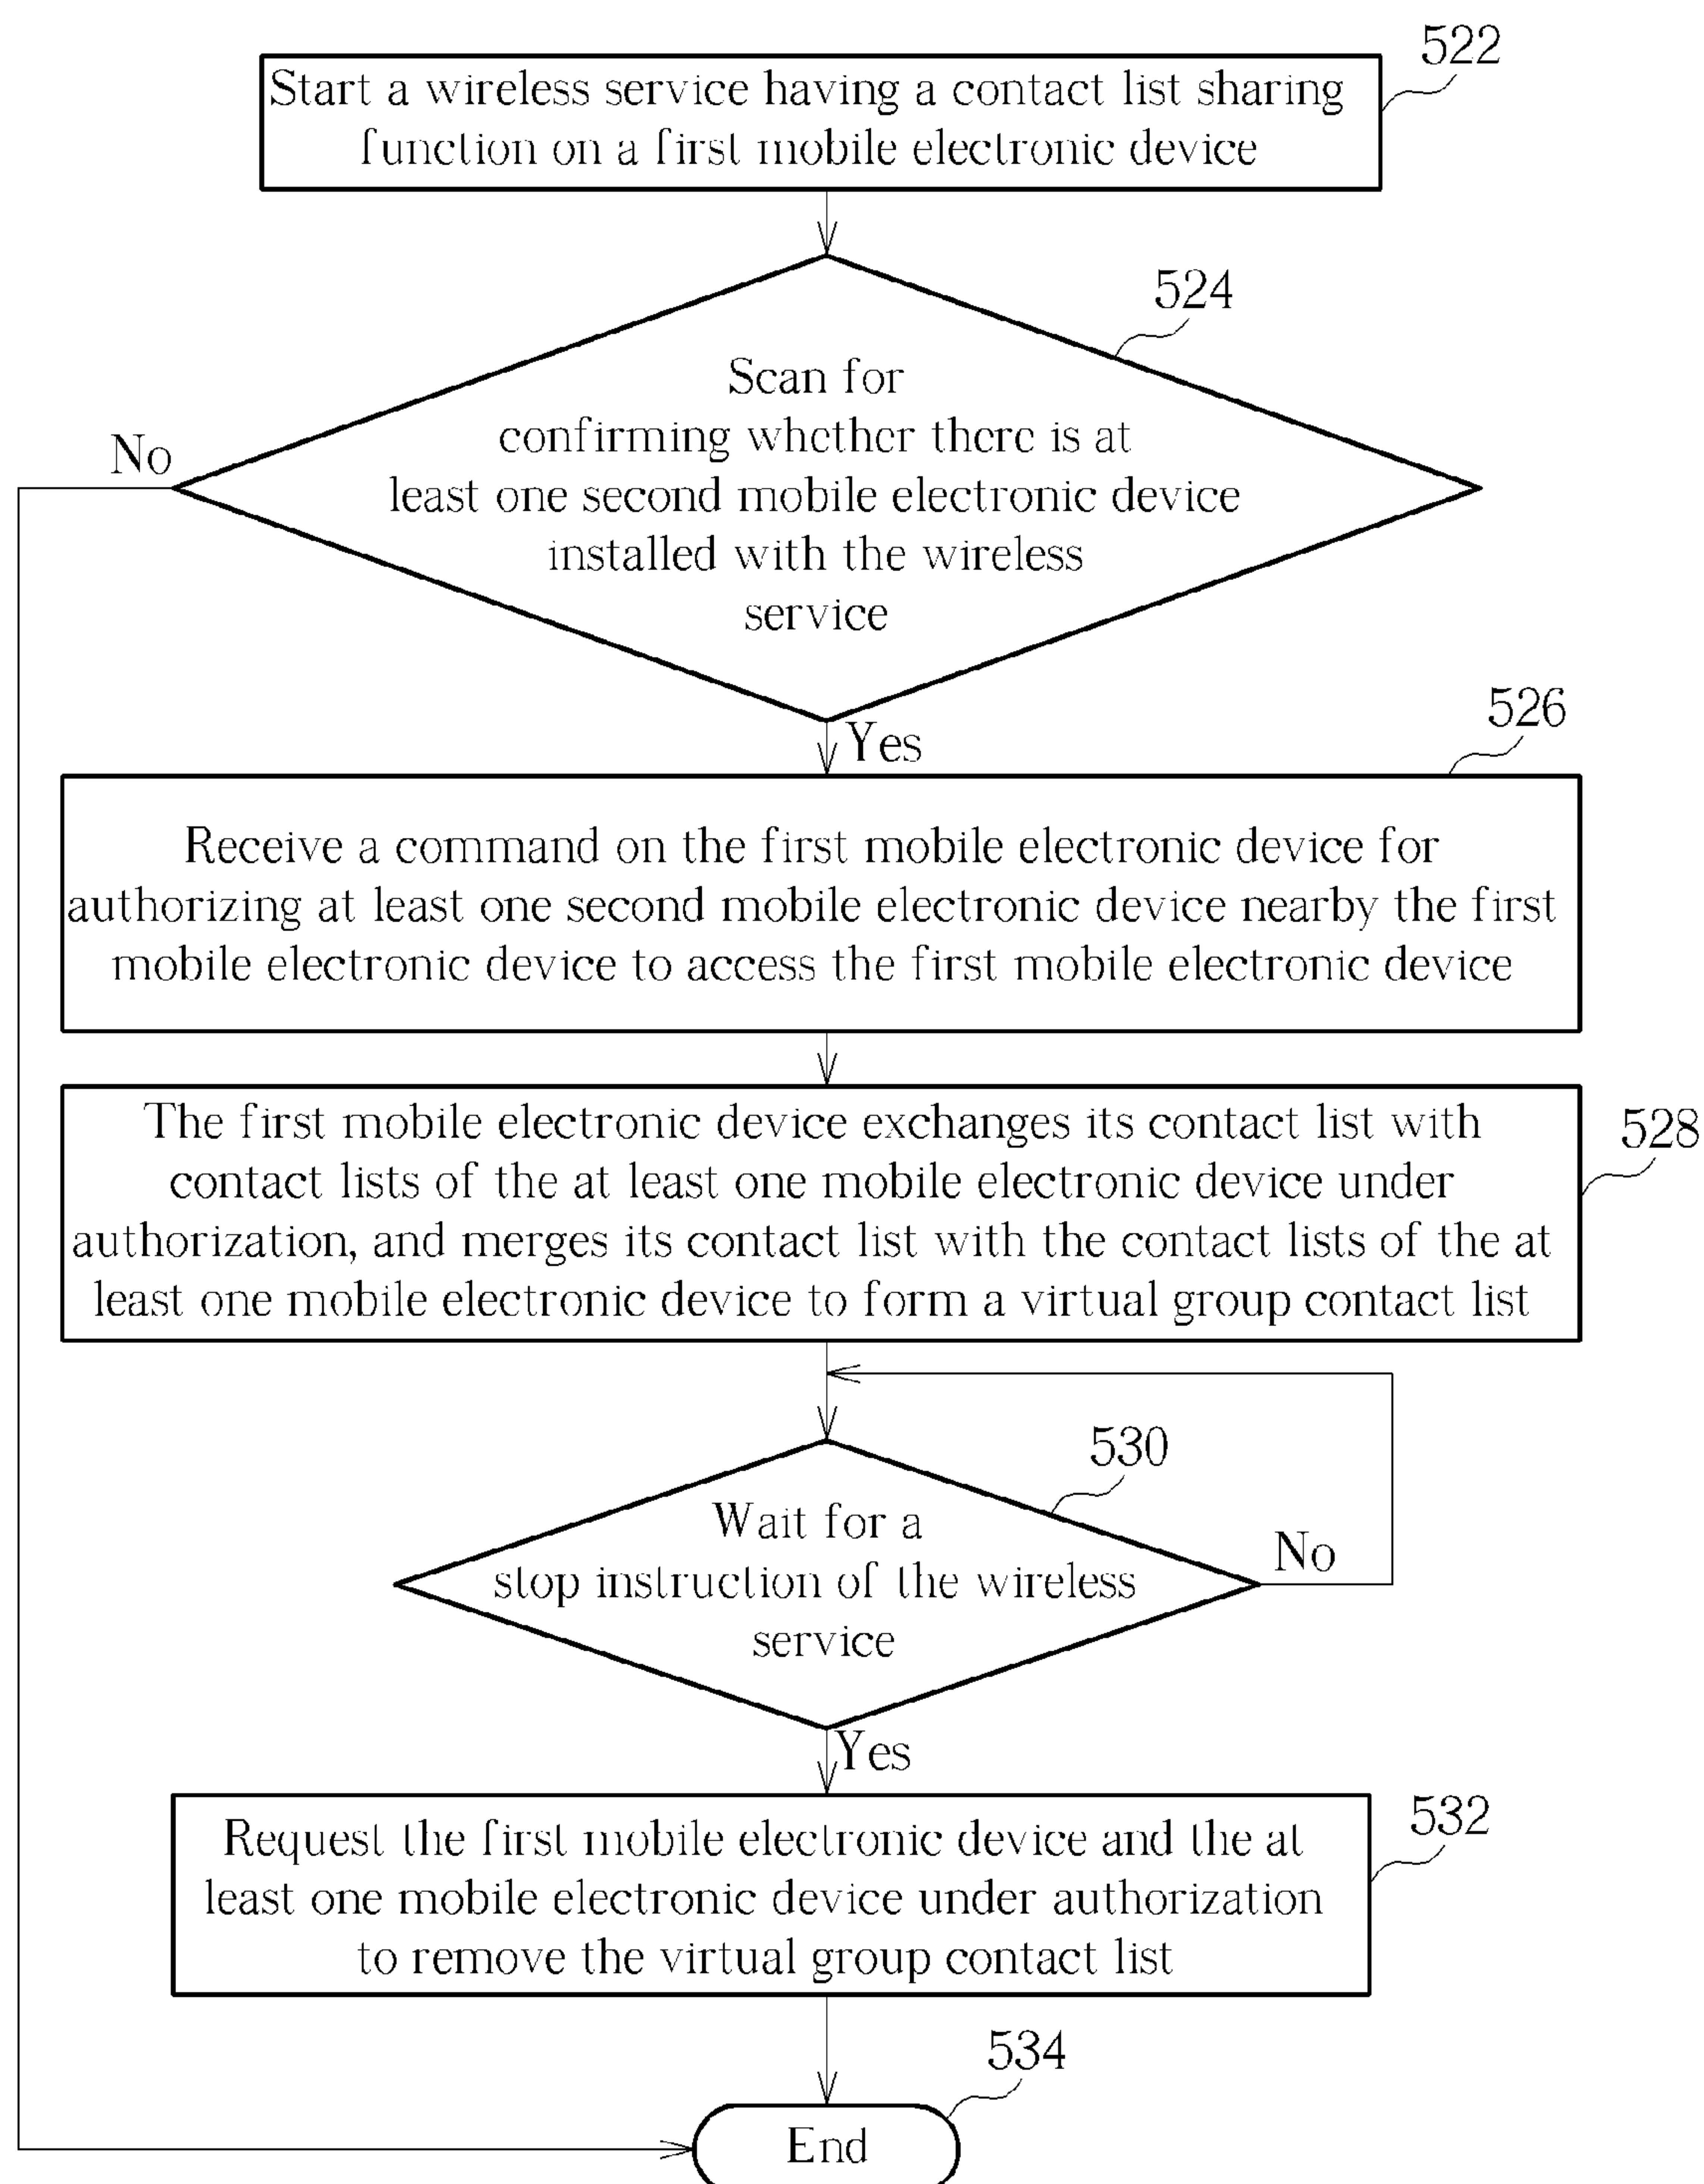 522
Start a wireless service having a contact list sharing
function on a first mobile electronic device
524
Scan for
confirming whether there is at
least one second mobile electronic device
installed with the wireless
service
No
Yes
526
Receive a command on the first mobile electronic device for
authorizing at least one second mobile electronic device nearby the first
mobile electronic device to access the first mobile electronic device
528
The first mobile electronic device exchanges its contact list with
contact lists of the at least one mobile electronic device under
authorization, and merges its contact list with the contact lists of the at
least one mobile electronic device to form a virtual group contact list
530
Wait for a
stop instruction of the wireless
service
No
Yes
532
Request the first mobile electronic device and the at
least one mobile electronic device under authorization
to remove the virtual group contact list
534
End